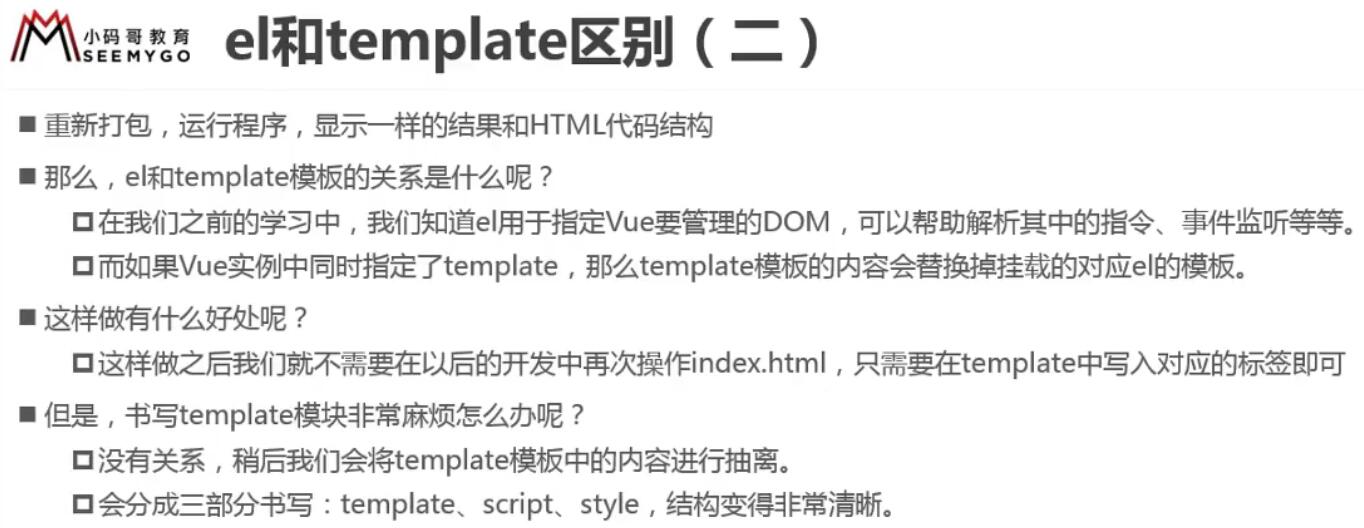 小码哥教育
SEEMYGO
el和template区别（二）
重新打包，运行程序，显示一样的结果和HTML代码结构
那么，el和template模板的关系是什么呢？
在我们之前的学习中，我们知道el用于指定Vue要管理的DOM，可以帮助解析其中的指令、事件监听等等。
而如果Vue实例中同时指定了template，那么template模板的内容会替换掉挂载的对应el的模板。
这样做有什么好处呢？
这样做之后我们就不需要在以后的开发中再次操作index.html，只需要在template中写入对应的标签即可
但是，书写template模块非常麻烦怎么办呢？
没有关系，稍后我们会将template模板中的内容进行抽离。
会分成三部分书写：template、script、style，结构变得非常清晰。